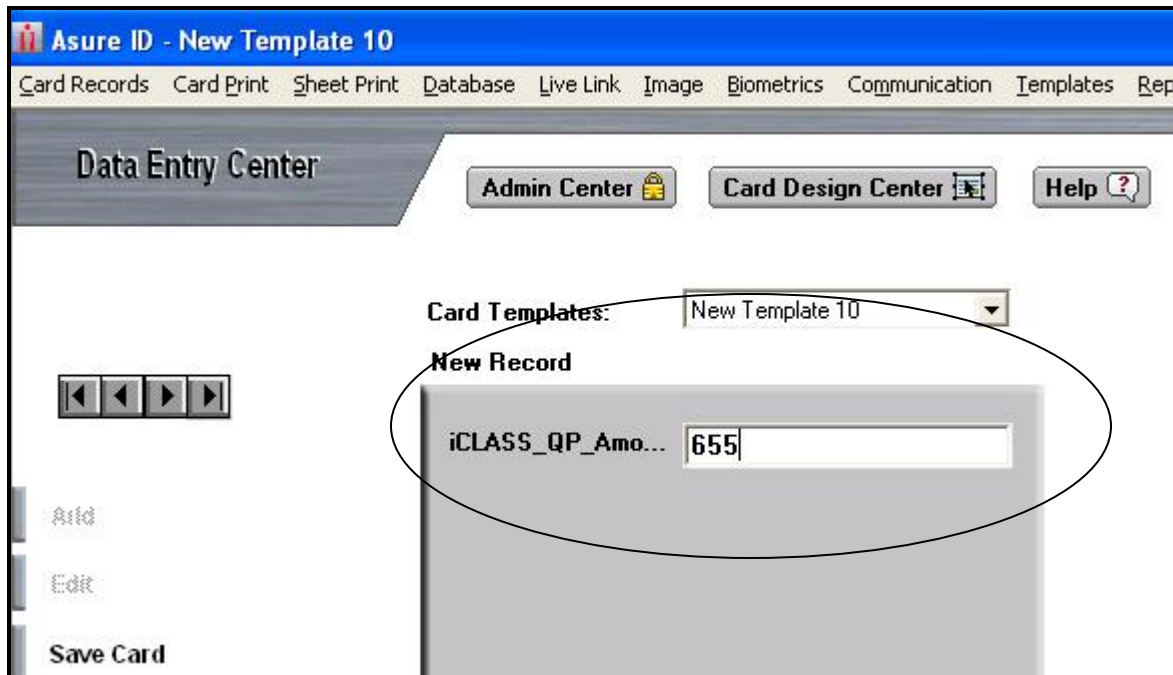 Asure ID - New Template 10
Card Records Card Print Sheet Print Database Live Link Image Biometrics Communication Templates Rep
Data Entry Center
Admin Center Card Design Center Help ?
Card Templates: New Template 10
New Record
iCLASS_QP_Amo... 655
Add
Edit
Save Card